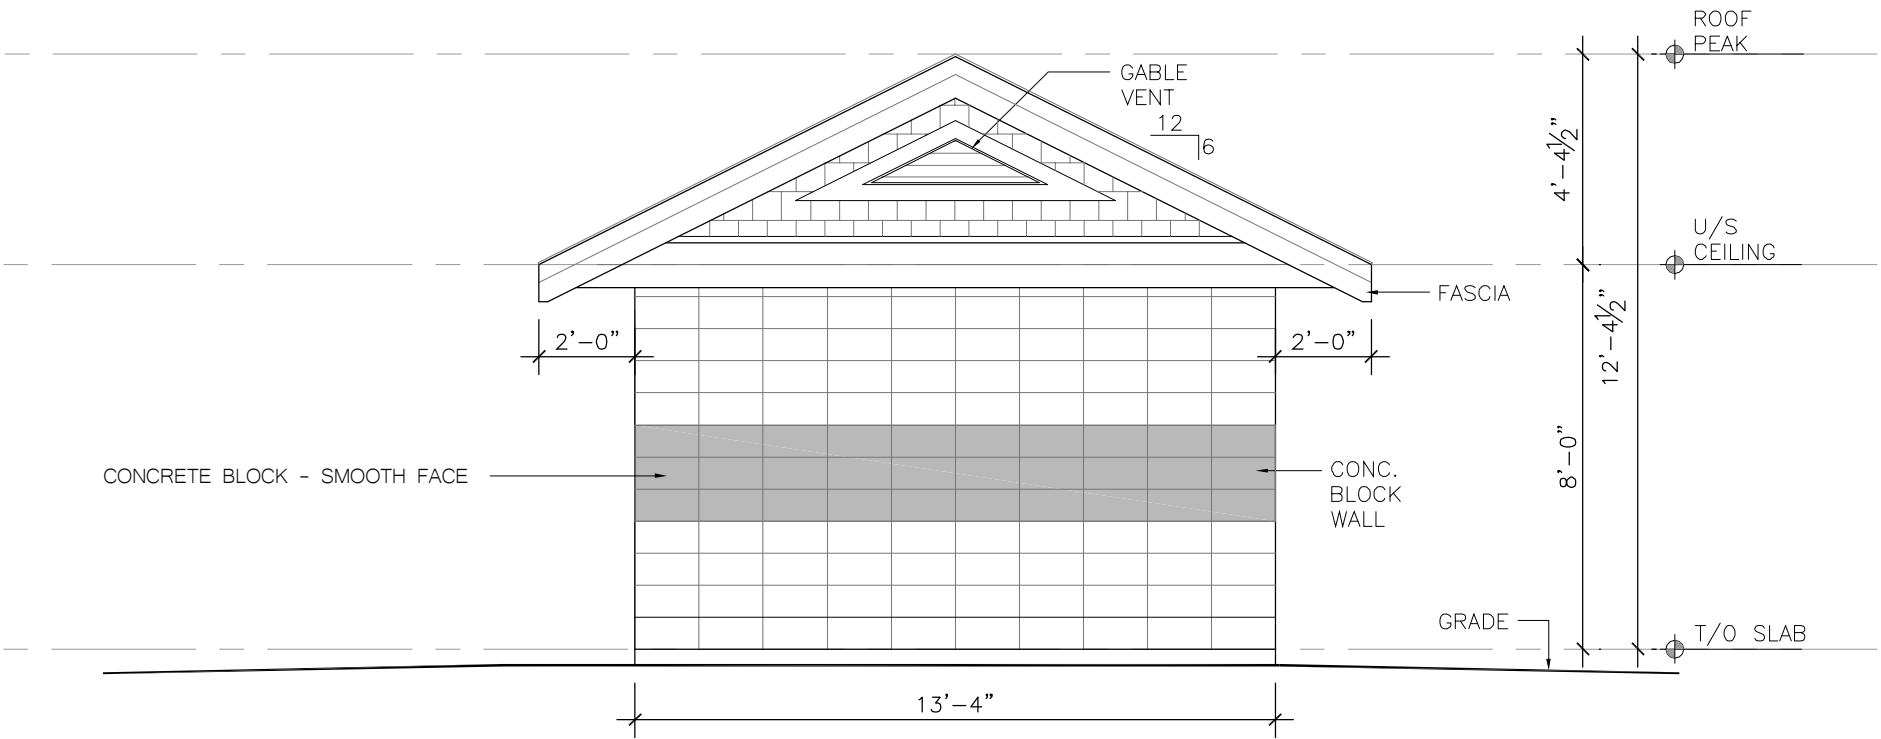 ROOF
PEAK
GABLE
VENT
12
6
4'-4½"
U/S
CEILING
FASCIA
2'-0"
2'-0"
12'-4½"
8'-0"
CONCRETE BLOCK - SMOOTH FACE
CONC.
BLOCK
WALL
GRADE
T/O SLAB
13'-4"